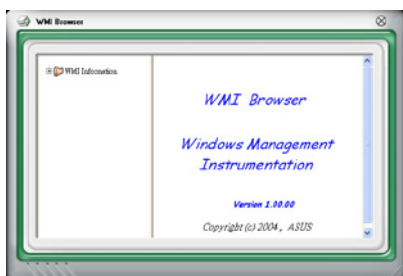 WMI Browser
WMI Information
WMI Browser
Windows Management
Instrumentation
Version 1.00.00
Copyright (c) 2004, ASUS